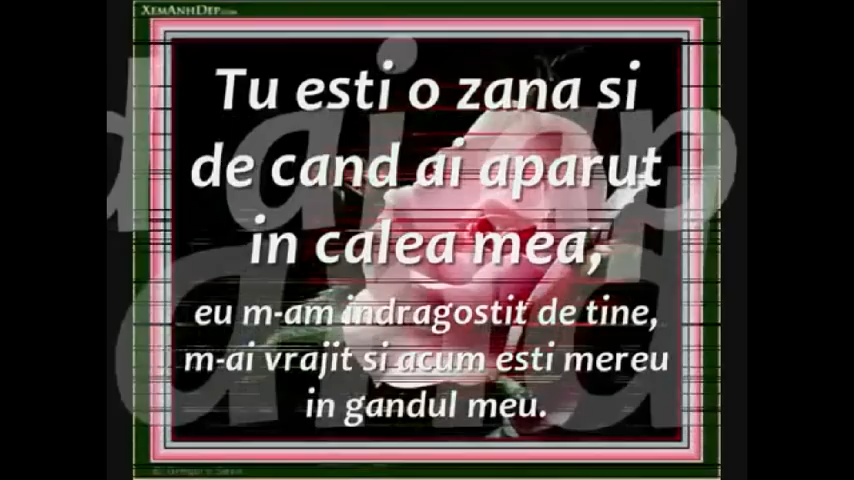 XEMANHDEP.COM
Tu esti o zana si
de cand ai aparut
in calea mea,
eu m-am indragostit de tine,
m-ai vrajit si acum esti mereu
in gandul meu.